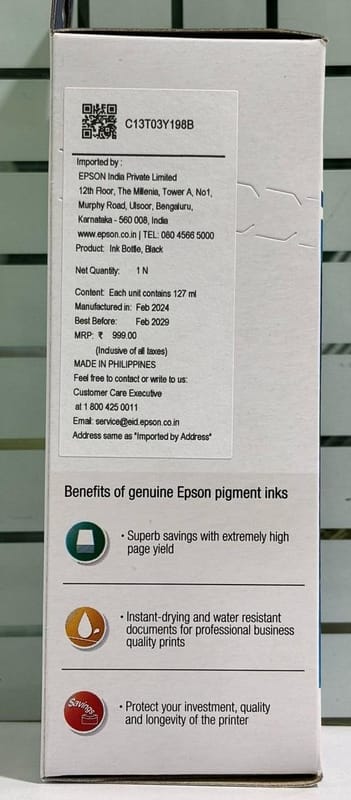 C13T03Y198B
Imported by :
EPSON India Private Limited
12th Floor, The Millenia, Tower A, No1,
Murphy Road, Ulsoor, Bengaluru,
Karnataka - 560 008, India
www.epson.co.in | TEL: 080 4566 5000
Product: Ink Bottle, Black
Net Quantity: 1 N
Content: Each unit contains 127 ml
Manufactured in: Feb 2024
Best Before: Feb 2029
MRP: ₹ 999.00
(Inclusive of all taxes)
MADE IN PHILIPPINES
Feel free to contact or write to us:
Customer Care Executive
at 1 800 425 0011
Email: service@eid.epson.co.in
Address same as "Imported by Address"
Benefits of genuine Epson pigment inks
• Superb savings with extremely high
page yield
• Instant-drying and water resistant
documents for professional business
quality prints
Savings
• Protect your investment, quality
and longevity of the printer